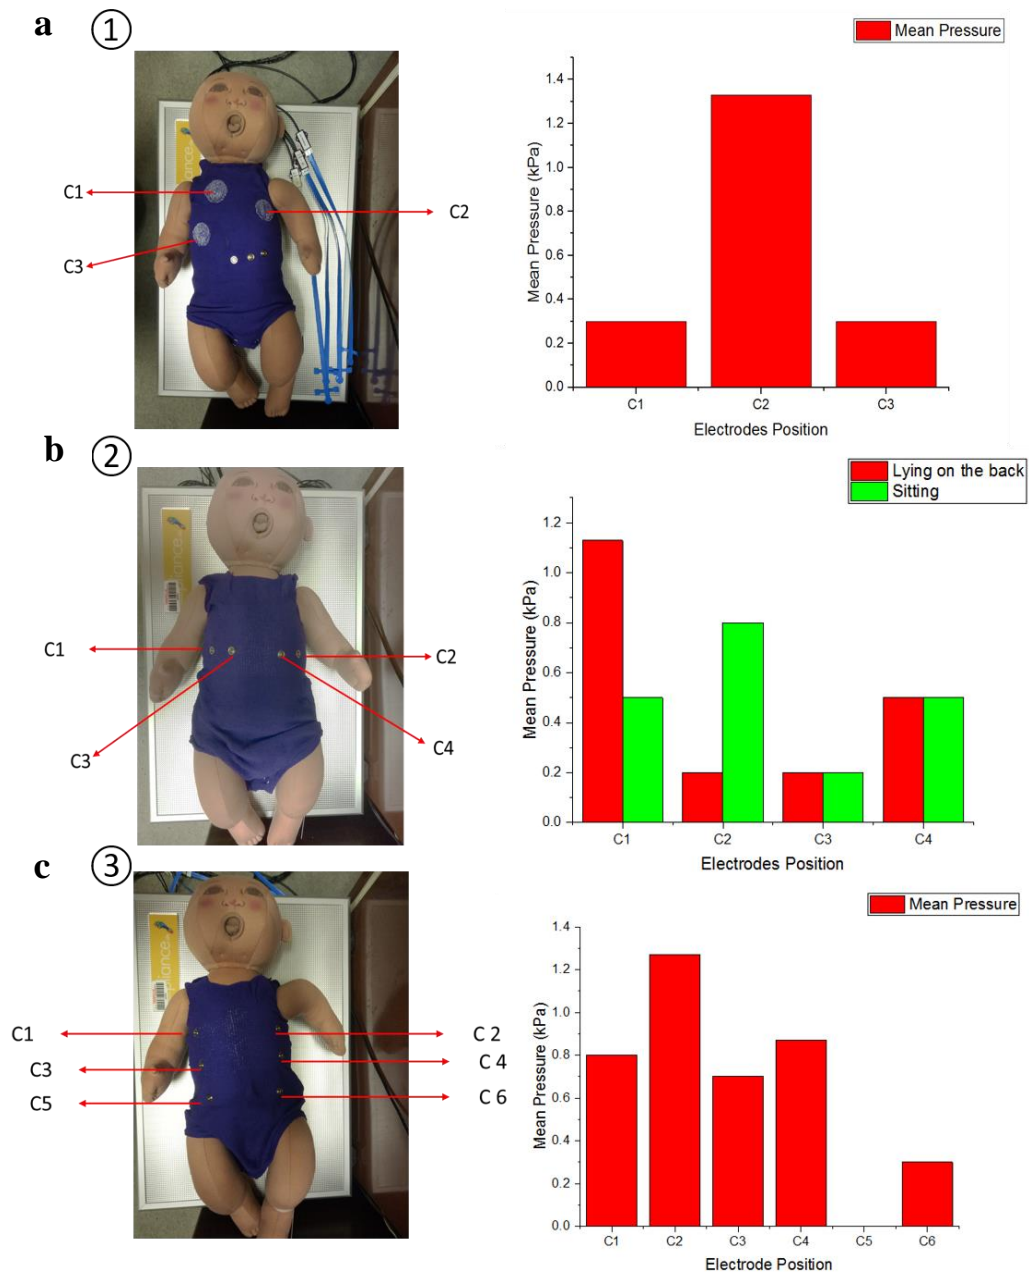 a ①
Mean Pressure
C1
C2
C3
Mean Pressure (kPa)
1.4
1.2
1.0
0.8
0.6
0.4
0.2
0.0
C1 C2 C3
Electrodes Position
b ②
Lying on the back
Sitting
C1
C2
C3
C4
Mean Pressure (kPa)
1.2
1.0
0.8
0.6
0.4
0.2
0.0
C1 C2 C3 C4
Electrodes Position
c ③
Mean Pressure
C1
C 2
C3
C 4
C5
C 6
Mean Pressure (kPa)
1.4
1.2
1.0
0.8
0.6
0.4
0.2
0.0
C1 C2 C3 C4 C5 C6
Electrode Position